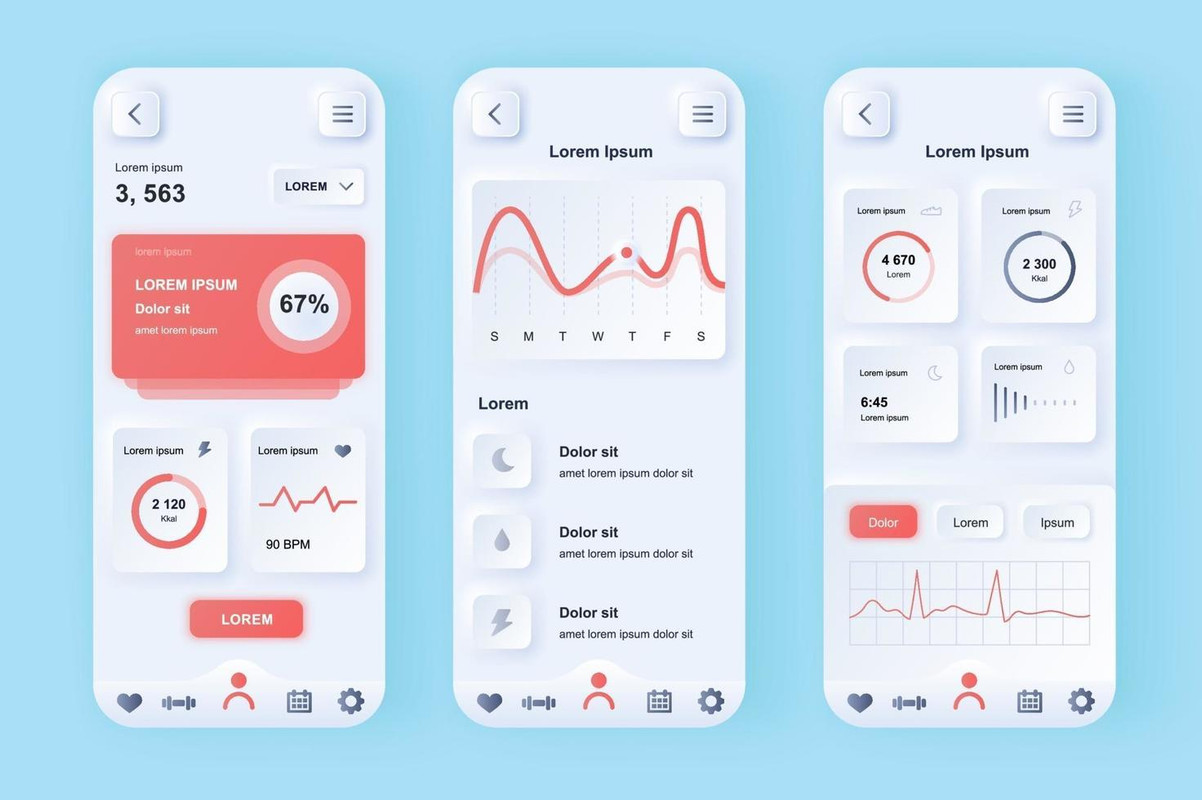 Lorem ipsum
3, 563
LOREM
lorem ipsum
LOREM IPSUM
Dolor sit
amet lorem ipsum
67%
Lorem ipsum
2 120
Kkal
Lorem ipsum
90 BPM
LOREM
Lorem Ipsum
S M T W T F S
Lorem
Dolor sit
amet lorem ipsum dolor sit
Dolor sit
amet lorem ipsum dolor sit
Dolor sit
amet lorem ipsum dolor sit
Lorem Ipsum
Lorem ipsum
4 670
Lorem
Lorem ipsum
2 300
Kkal
Lorem ipsum
6:45
Lorem ipsum
Lorem ipsum
Dolor Lorem Ipsum